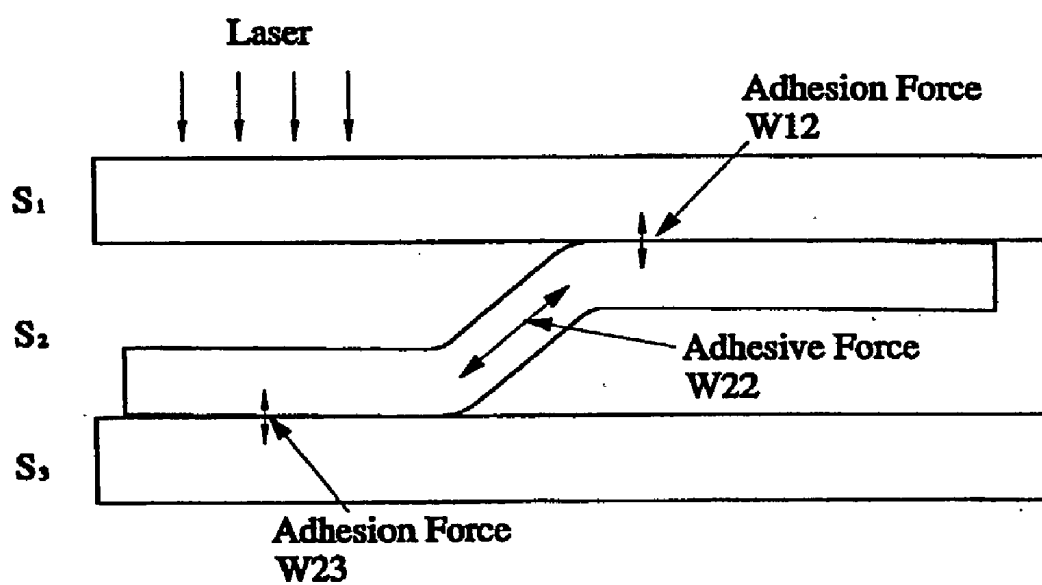 Laser
Adhesion Force
W12
S₁
S₂
Adhesive Force
W22
S₃
Adhesion Force
W23